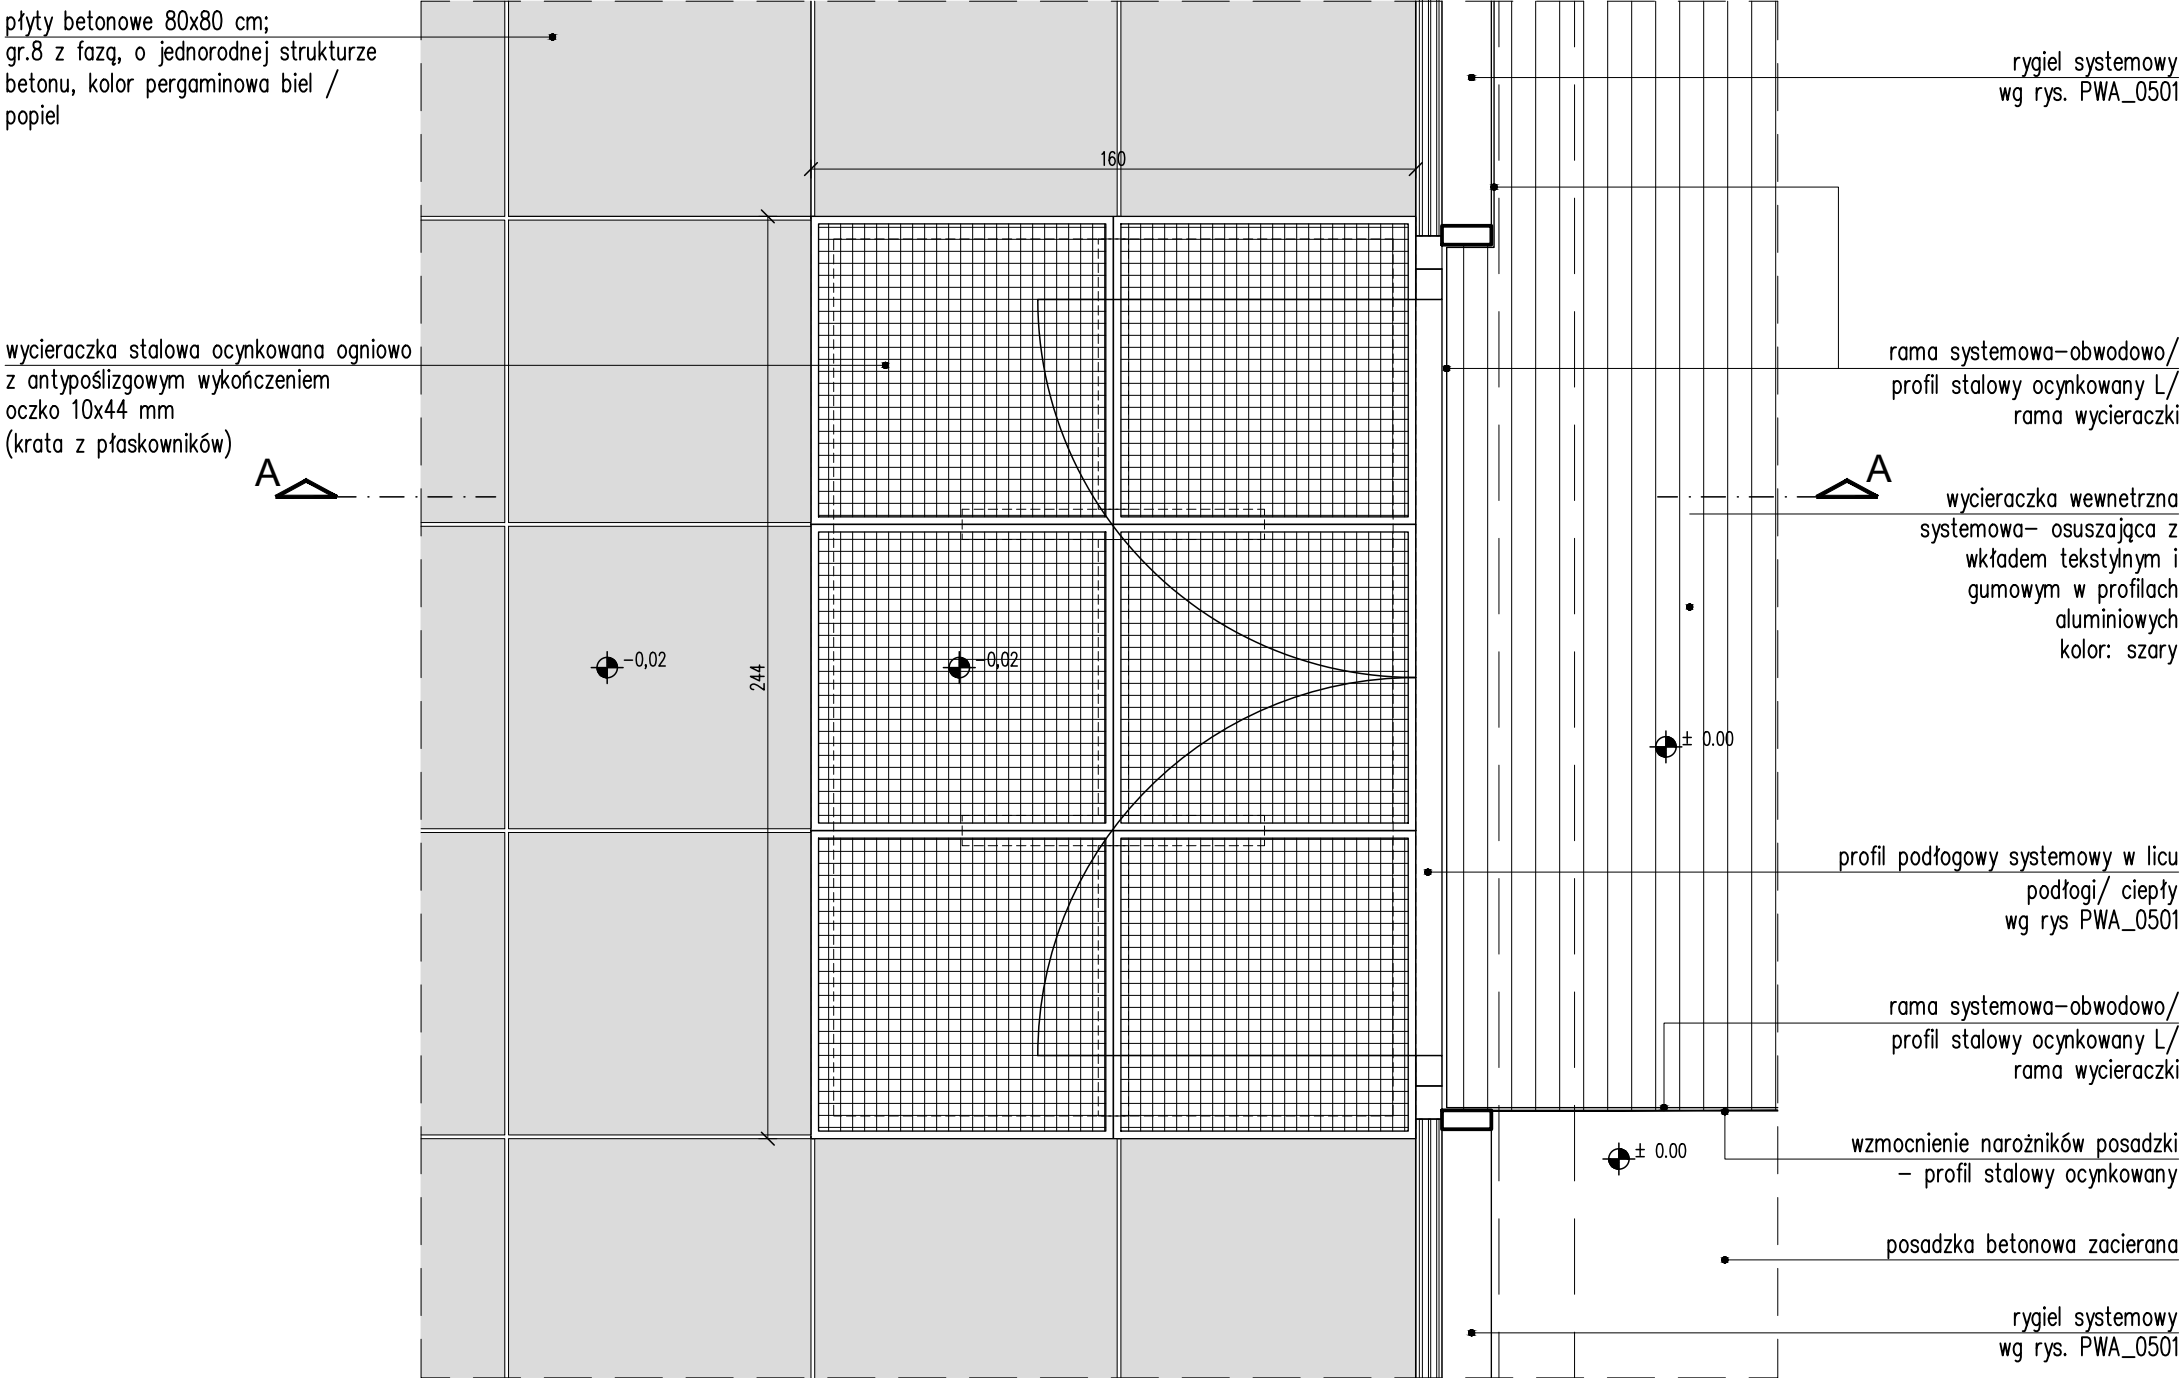 płyty betonowe 80x80 cm;
gr.8 z fazą, o jednorodnej strukturze
betonu, kolor pergaminowa biel /
popiel
wycieraczka stalowa ocynkowana ogniowo
z antypoślizgowym wykończeniem
oczko 10x44 mm
(krata z płaskowników)
A
160
244
-0,02
-0,02
± 0.00
± 0.00
rygiel systemowy
wg rys. PWA_0501
rama systemowa-obwodowo/
profil stalowy ocynkowany L/
rama wycieraczki
A
wycieraczka wewnetrzna
systemowa- osuszająca z
wkładem tekstylnym i
gumowym w profilach
aluminiowych
kolor: szary
profil podłogowy systemowy w licu
podłogi/ ciepły
wg rys PWA_0501
rama systemowa-obwodowo/
profil stalowy ocynkowany L/
rama wycieraczki
wzmocnienie narożników posadzki
- profil stalowy ocynkowany
posadzka betonowa zacierana
rygiel systemowy
wg rys. PWA_0501